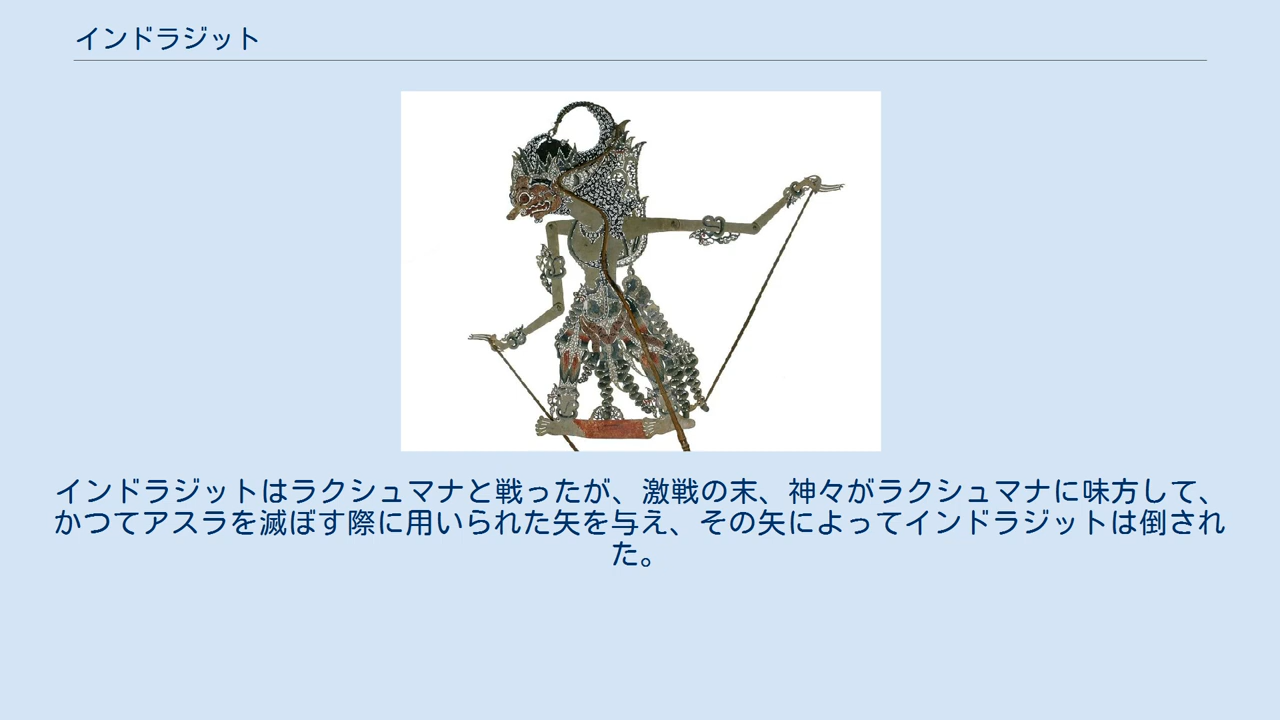 インドラジット
インドラジットはラクシュマナと戦ったが、激戦の末、神々がラクシュマナに味方して、
かつてアスラを滅ぼす際に用いられた矢を与え、その矢によってインドラジットは倒され
た。